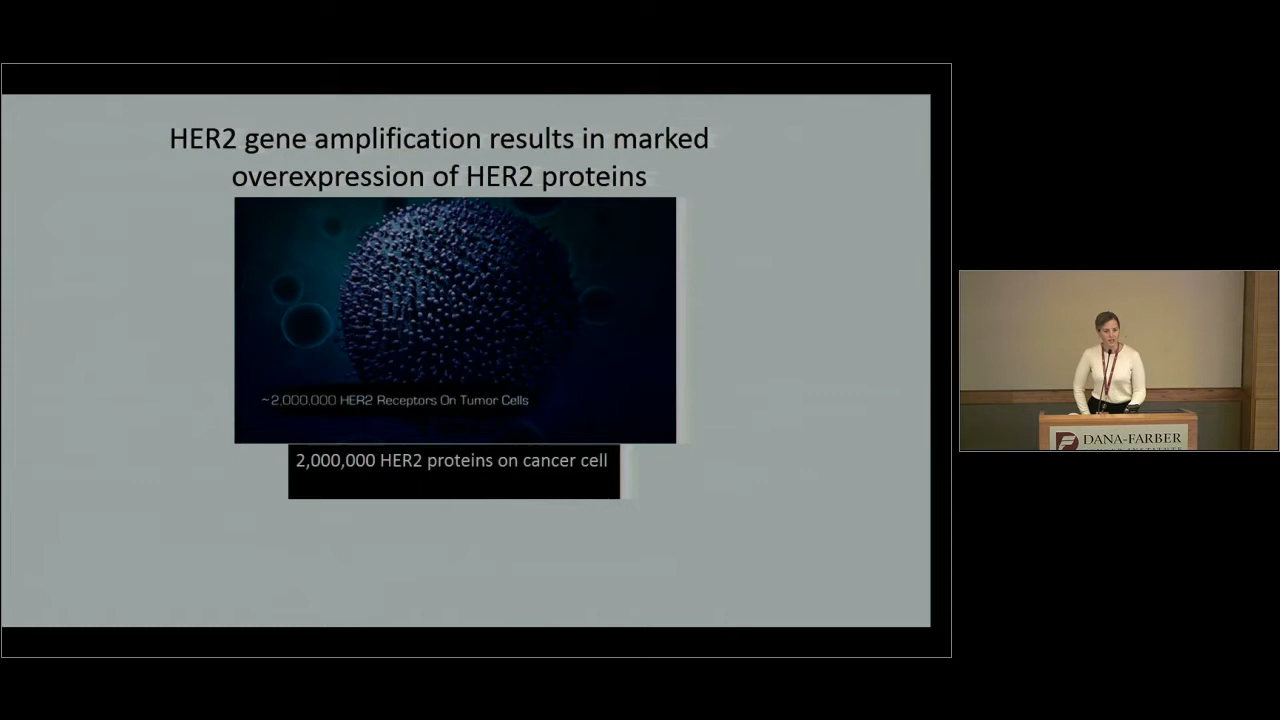 HER2 gene amplification results in marked
overexpression of HER2 proteins
~2,000,000 HER2 Receptors On Tumor Cells
2,000,000 HER2 proteins on cancer cell
DANA-FARBER